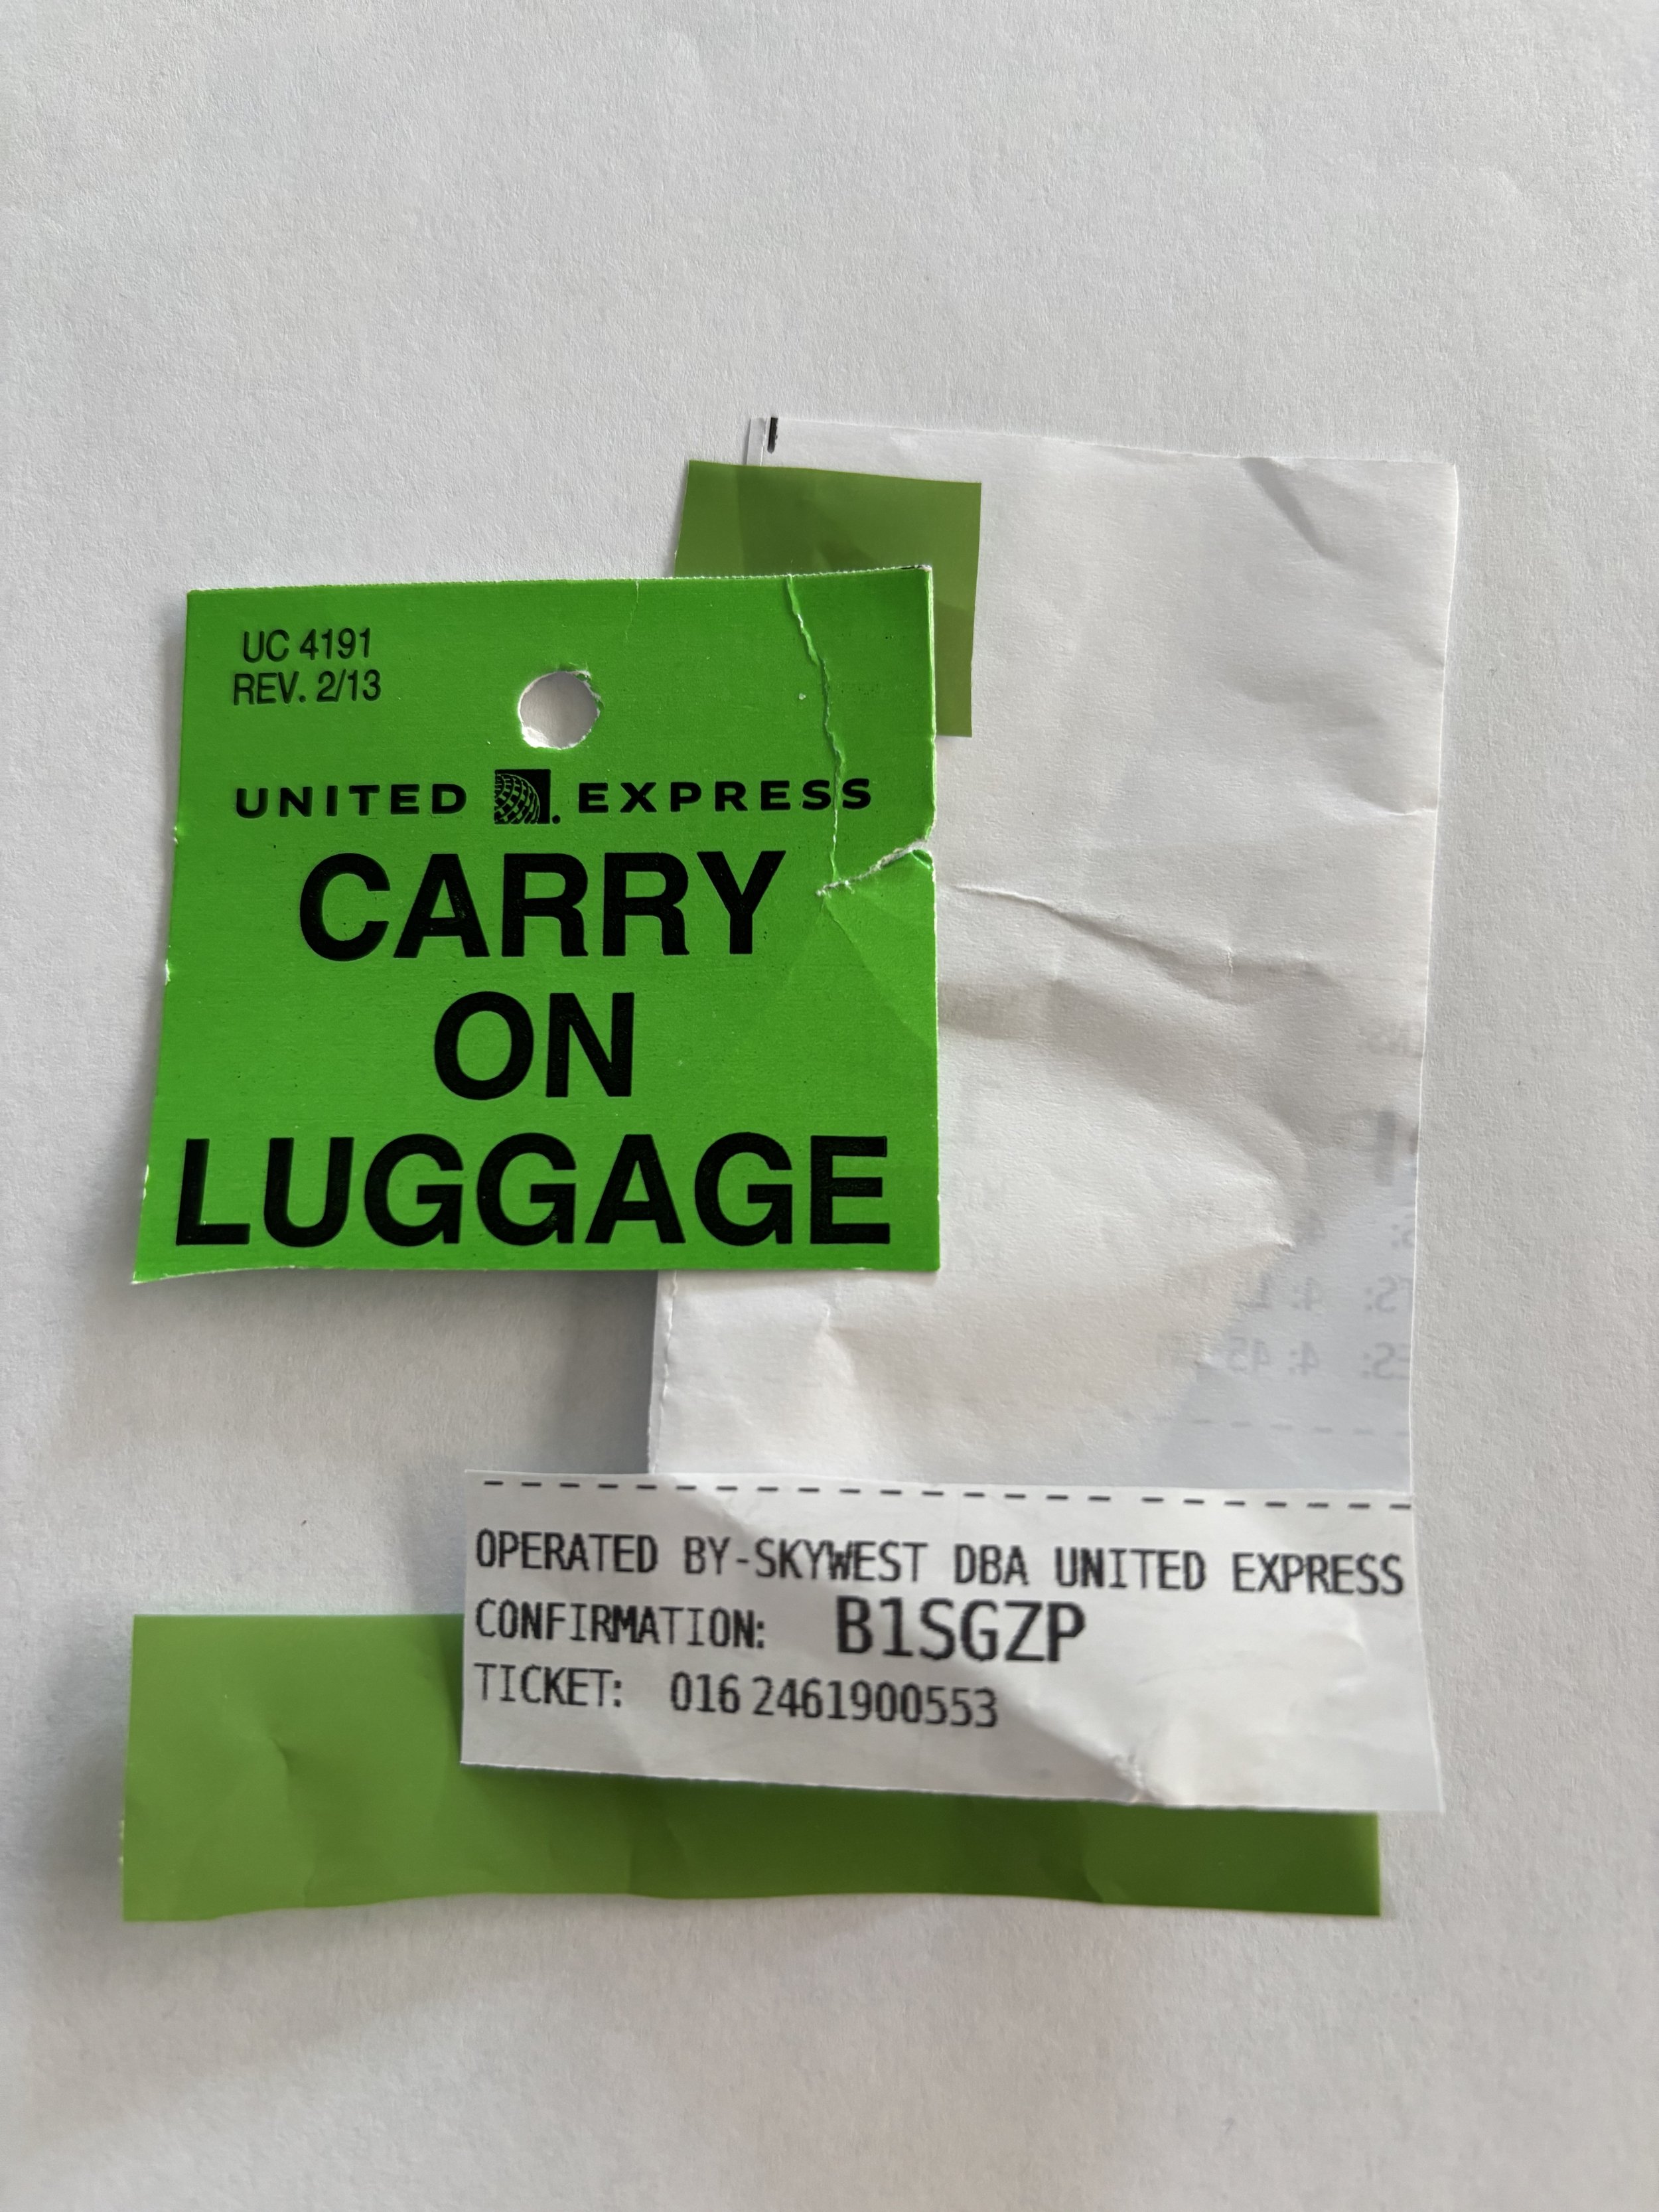 UC 4191
REV. 2/13
UNITED EXPRESS
CARRY
ON
LUGGAGE
OPERATED BY-SKYWEST DBA UNITED EXPRESS
CONFIRMATION: B1SGZP
TICKET: 016 2461900553